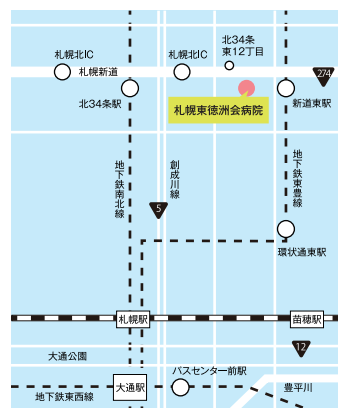 北34条
東12丁目
札幌北IC
札幌北IC
札幌新道
274
北34条駅
新道東駅
札幌東徳洲会病院
地下鉄南北線
創成川線
地下鉄東豊線
5
環状通東駅
札幌駅
苗穂駅
12
大通公園
バスセンター前駅
大通駅
豊平川
地下鉄東西線